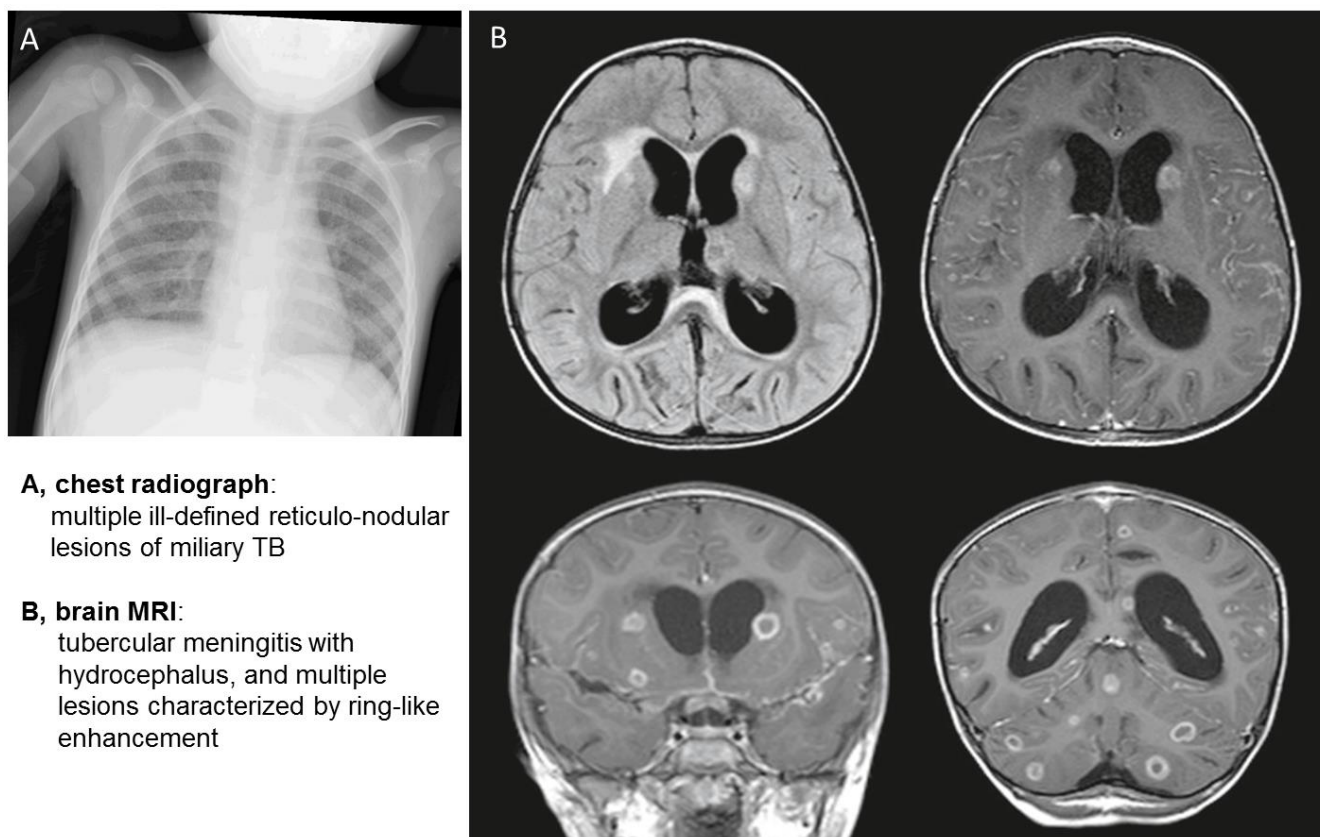 A
B
A, chest radiograph:
multiple ill-defined reticulo-nodular
lesions of miliary TB
B, brain MRI:
tubercular meningitis with
hydrocephalus, and multiple
lesions characterized by ring-like
enhancement